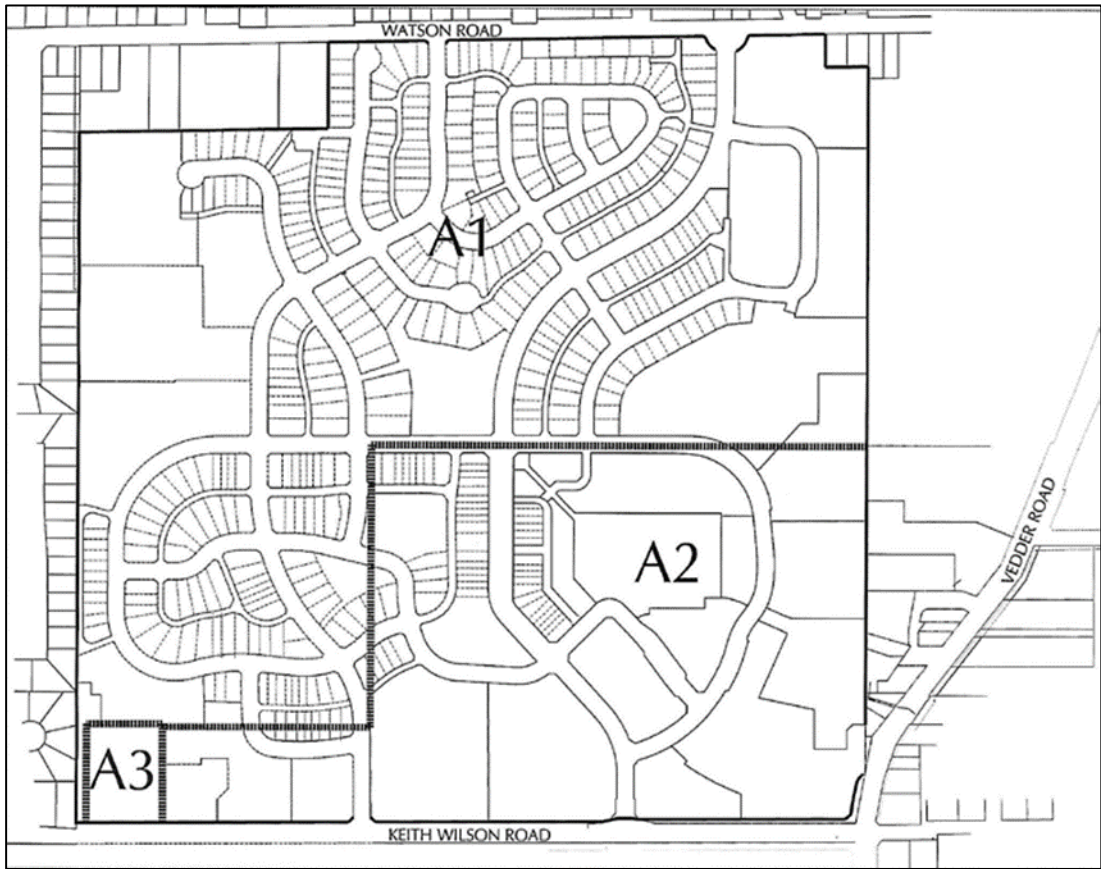 WATSON ROAD
A1
VEDDER ROAD
A2
A3
KEITH WILSON ROAD